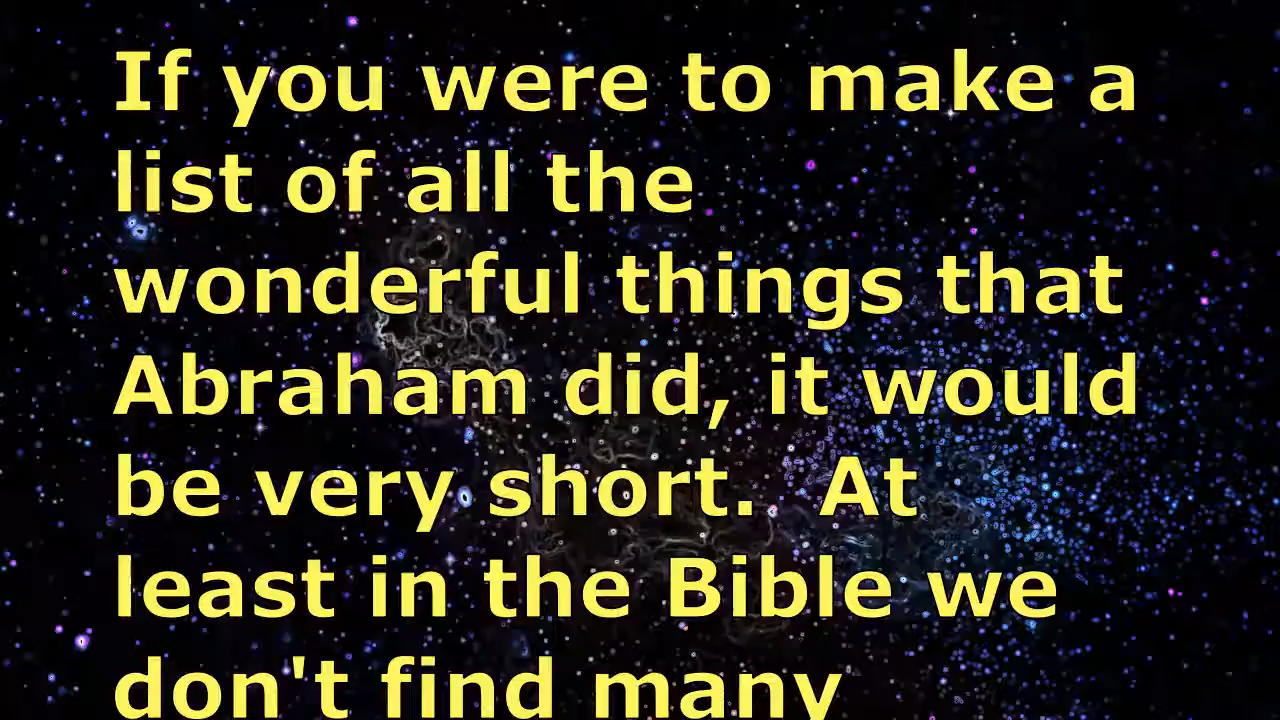 If you were to make a
list of all the
wonderful things that
Abraham did, it would
be very short.  At
least in the Bible we
don't find many